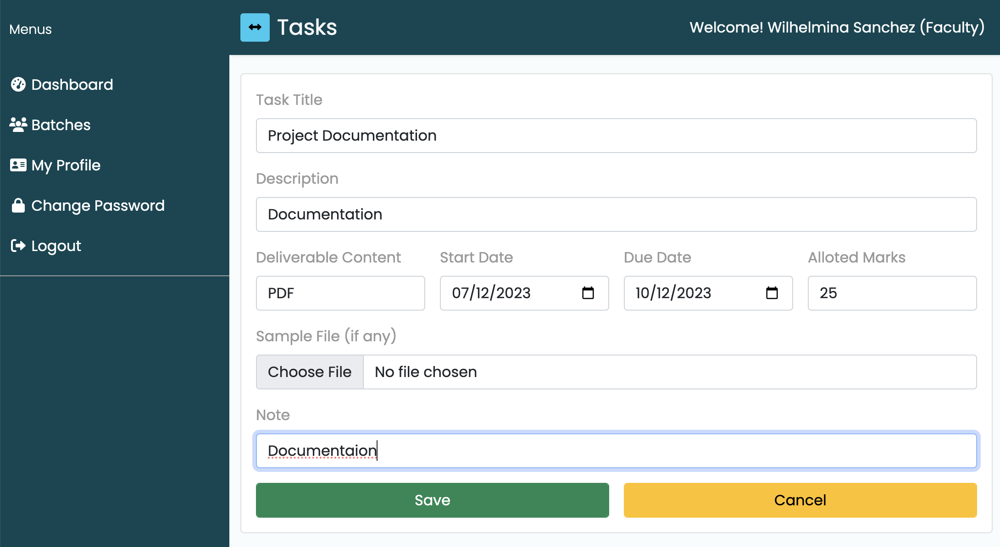 Menus
Tasks
Welcome! Wilhelmina Sanchez (Faculty)
Dashboard
Batches
My Profile
Change Password
Logout
Task Title
Project Documentation
Description
Documentation
Deliverable Content Start Date Due Date Alloted Marks
PDF 07/12/2023 10/12/2023 25
Sample File (if any)
Choose File No file chosen
Note
Documentaion
Save Cancel